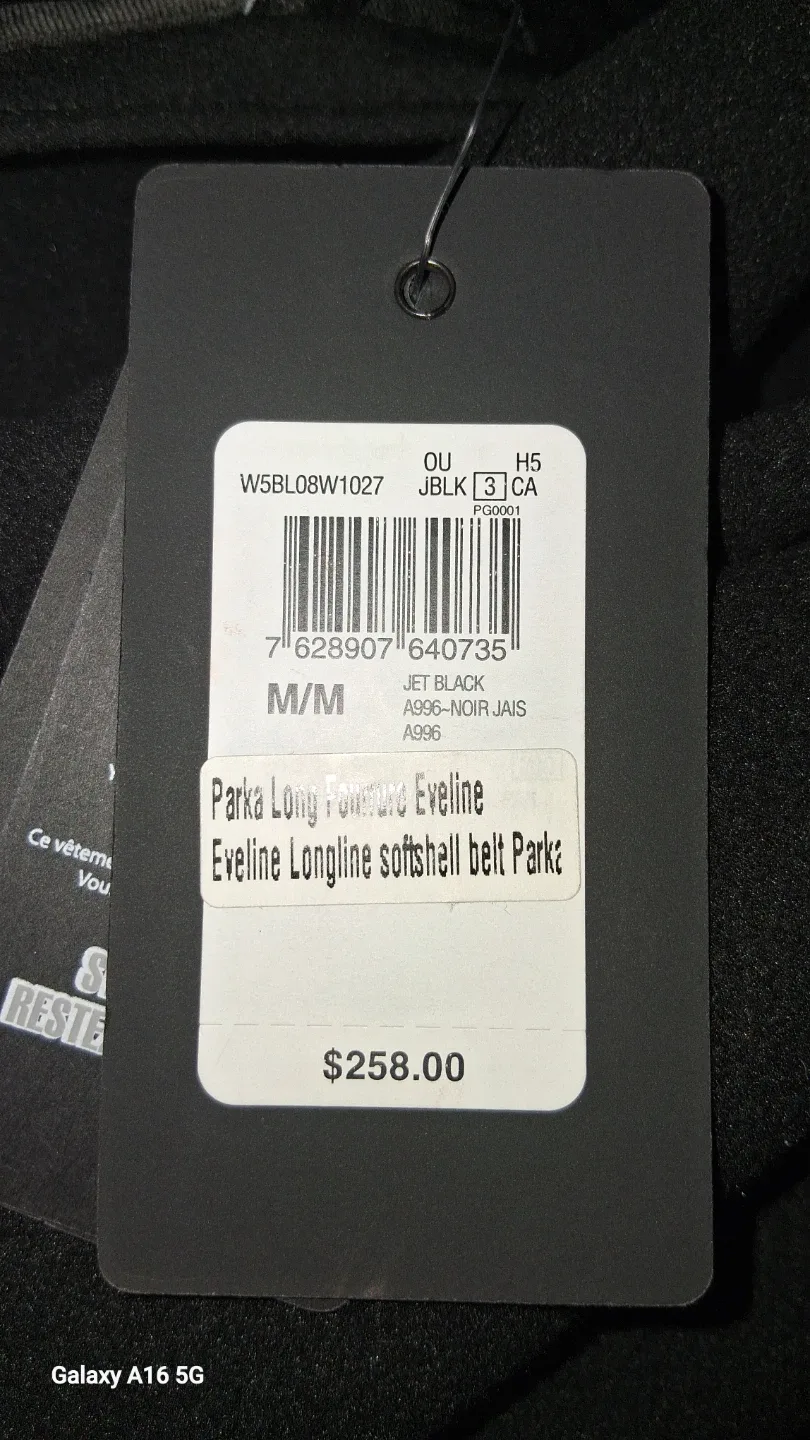 OU H5
W5BL08W1027 JBLK 3 CA
PG0001
7 628907 640735
M/M
JET BLACK
A996~NOIR JAIS
A996
Parka Long Eveline
Eveline Longline softshell belt Parka
$258.00
Ce vêteme
Vou
RESTE
Galaxy A16 5G